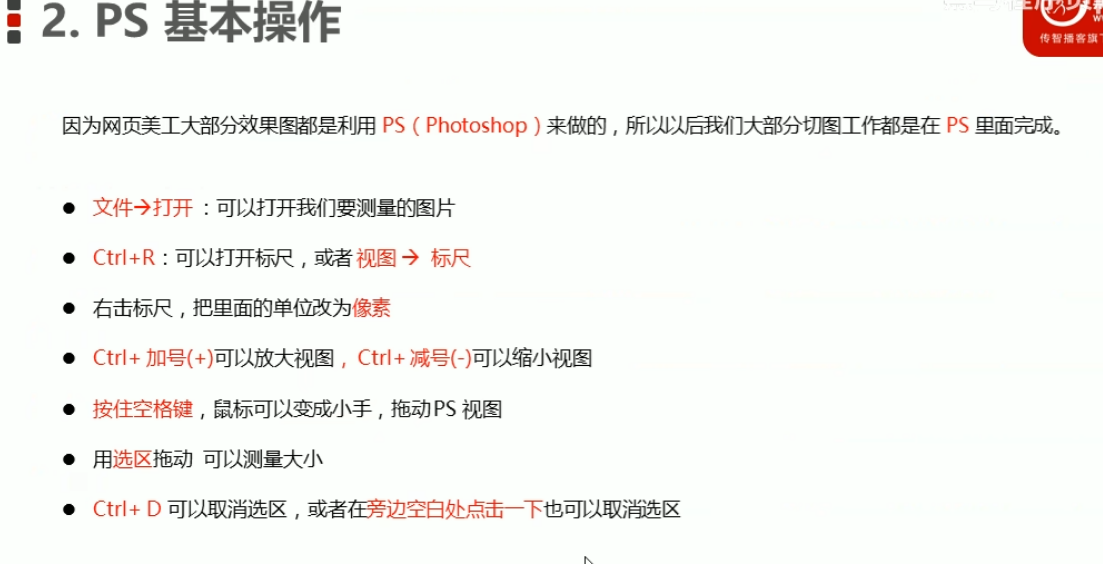 2. PS 基本操作
传智播客旗
因为网页美工大部分效果图都是利用 PS（Photoshop）来做的，所以以后我们大部分切图工作都是在 PS 里面完成。
● 文件→打开 ：可以打开我们要测量的图片
● Ctrl+R：可以打开标尺，或者 视图 → 标尺
● 右击标尺，把里面的单位改为像素
● Ctrl+ 加号(+)可以放大视图， Ctrl+ 减号(-)可以缩小视图
● 按住空格键，鼠标可以变成小手，拖动PS 视图
● 用选区拖动 可以测量大小
● Ctrl+ D 可以取消选区，或者在旁边空白处点击一下也可以取消选区